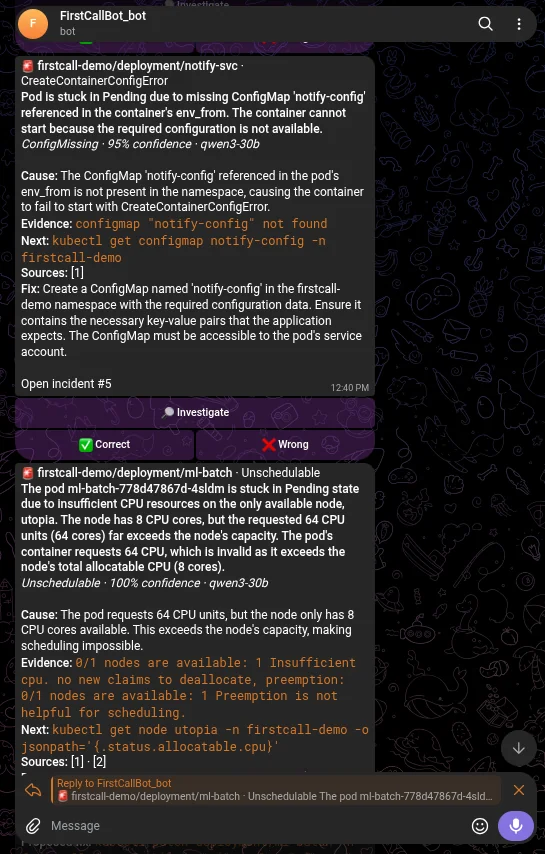 Investigate
F
FirstCallBot_bot
bot
🚨 firstcall-demo/deployment/notify-svc ·
CreateContainerConfigError
Pod is stuck in Pending due to missing ConfigMap 'notify-config'
referenced in the container's env_from. The container cannot
start because the required configuration is not available.
ConfigMissing · 95% confidence · qwen3-30b
Cause: The ConfigMap 'notify-config' referenced in the pod's
env_from is not present in the namespace, causing the container
to fail to start with CreateContainerConfigError.
Evidence: configmap "notify-config" not found
Next: kubectl get configmap notify-config -n
firstcall-demo
Sources: [1]
Fix: Create a ConfigMap named 'notify-config' in the firstcall-
demo namespace with the required configuration data. Ensure it
contains the necessary key-value pairs that the application
expects. The ConfigMap must be accessible to the pod's service
account.
Open incident #5
12:40 PM
🔎 Investigate
✅ Correct
❌ Wrong
🚨 firstcall-demo/deployment/ml-batch · Unschedulable
The pod ml-batch-778d47867d-4sldm is stuck in Pending state
due to insufficient CPU resources on the only available node,
utopia. The node has 8 CPU cores, but the requested 64 CPU
units (64 cores) far exceeds the node's capacity. The pod's
container requests 64 CPU, which is invalid as it exceeds the
node's total allocatable CPU (8 cores).
Unschedulable · 100% confidence · qwen3-30b
Cause: The pod requests 64 CPU units, but the node only has 8
CPU cores available. This exceeds the node's capacity, making
scheduling impossible.
Evidence: 0/1 nodes are available: 1 Insufficient
cpu. no new claims to deallocate, preemption:
0/1 nodes are available: 1 Preemption is not
helpful for scheduling.
Next: kubectl get node utopia -n firstcall-demo -o
jsonpath='{.status.allocatable.cpu}'
Sources: [1] · [2]
Reply to FirstCallBot_bot
🚨 firstcall-demo/deployment/ml-batch · Unschedulable The pod ml-batch-778d47867d-4sld...
Message